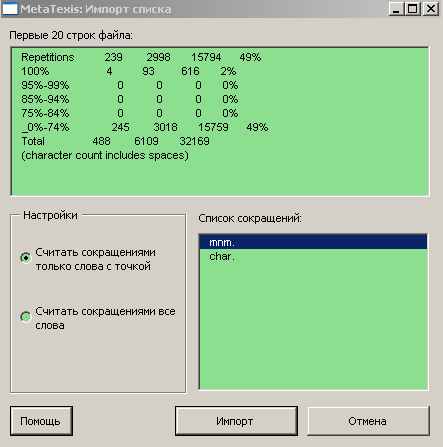 MetaTexis: Импорт списка
Первые 20 строк файла:
Repetitions 239 2998 15794 49%
100% 4 93 616 2%
95%-99% 0 0 0 0%
85%-94% 0 0 0 0%
75%-84% 0 0 0 0%
_0%-74% 245 3018 15759 49%
Total 488 6109 32169
(character count includes spaces)
Настройки
Считать сокращениями
только слова с точкой
Считать сокращениями все
слова
Список сокращений:
mnm.
char.
Помощь
Импорт
Отмена